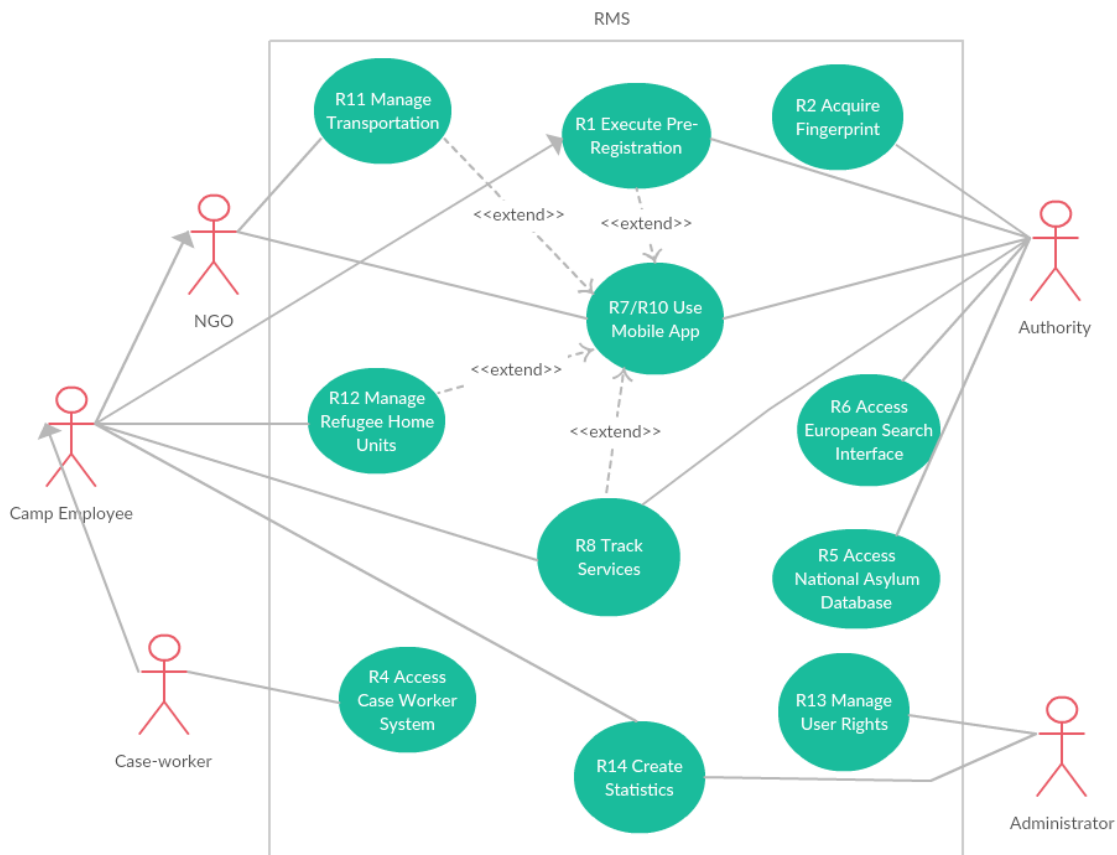 RMS
R11 Manage
Transportation
R1 Execute Pre-
Registration
R2 Acquire
Fingerprint
<<extend>>
<<extend>>
NGO
R7/R10 Use
Mobile App
Authority
<<extend>>
R12 Manage
Refugee Home
Units
R6 Access
European Search
Interface
<<extend>>
Camp Employee
R8 Track
Services
R5 Access
National Asylum
Database
R4 Access
Case Worker
System
R13 Manage
User Rights
Case-worker
R14 Create
Statistics
Administrator